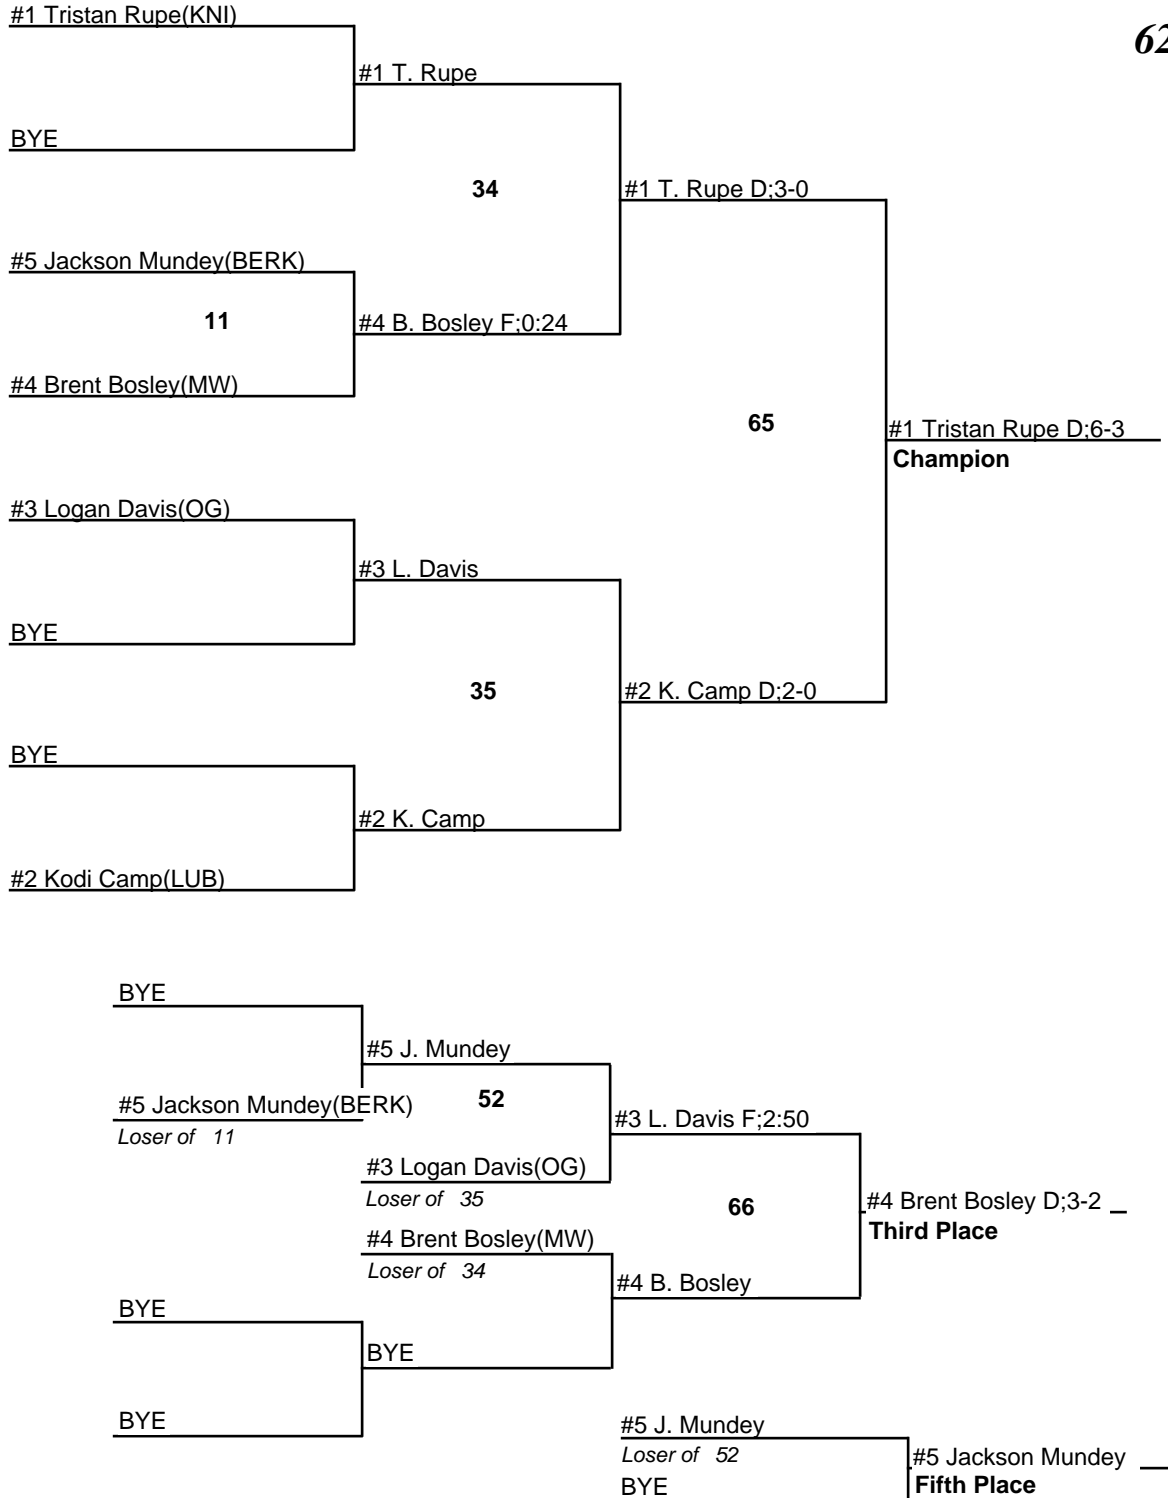 #1 Tristan Rupe(KNI)
62
#1 T. Rupe
BYE
34
#1 T. Rupe D;3-0
#5 Jackson Mundey(BERK)
11
#4 B. Bosley F;0:24
#4 Brent Bosley(MW)
65
#1 Tristan Rupe D;6-3
Champion
#3 Logan Davis(OG)
#3 L. Davis
BYE
35
#2 K. Camp D;2-0
BYE
#2 K. Camp
#2 Kodi Camp(LUB)
BYE
#5 J. Mundey
52
#5 Jackson Mundey(BERK)
Loser of 11
#3 L. Davis F;2:50
#3 Logan Davis(OG)
Loser of 35
66
#4 Brent Bosley D;3-2
Third Place
#4 Brent Bosley(MW)
Loser of 34
#4 B. Bosley
BYE
BYE
BYE
#5 J. Mundey
Loser of 52
#5 Jackson Mundey
Fifth Place
BYE